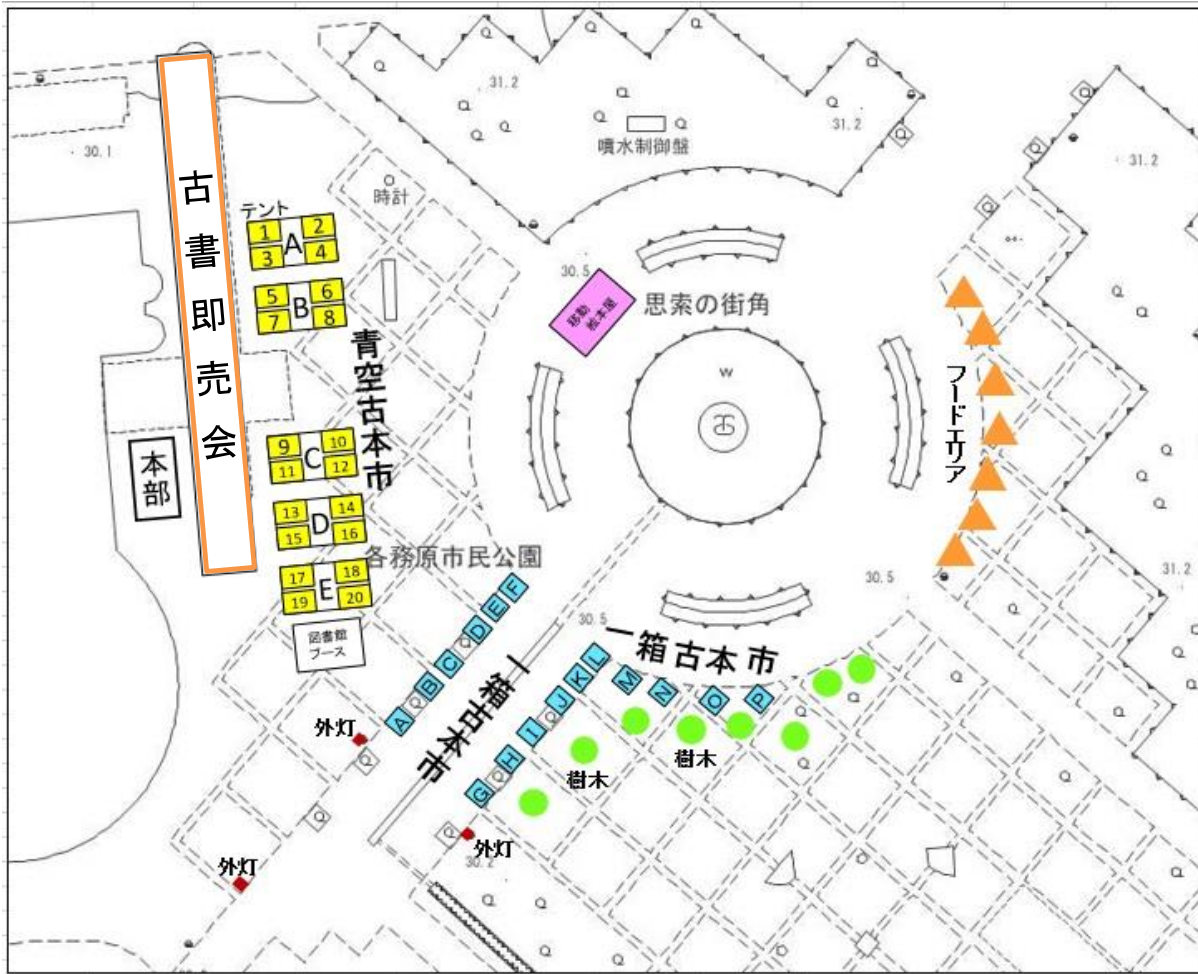 31.2
噴水制御盤
31.2
31.2
30.1
時計
テント
1 A 2
3 4
5 B 6
7 8
古書即売会
30.5
移動
絵本屋
思索の街角
青空古本市
W
フードエリア
9 C 10
11 12
本部
13 D 14
15 16
各務原市民公園
17 E 18
19 20
図書館
ブース
30.5
31.2
30.5
一箱古本市
A B C D E F
一箱古本市
G H I J K L
M N O P
外灯
樹木
樹木
外灯
30.2
外灯